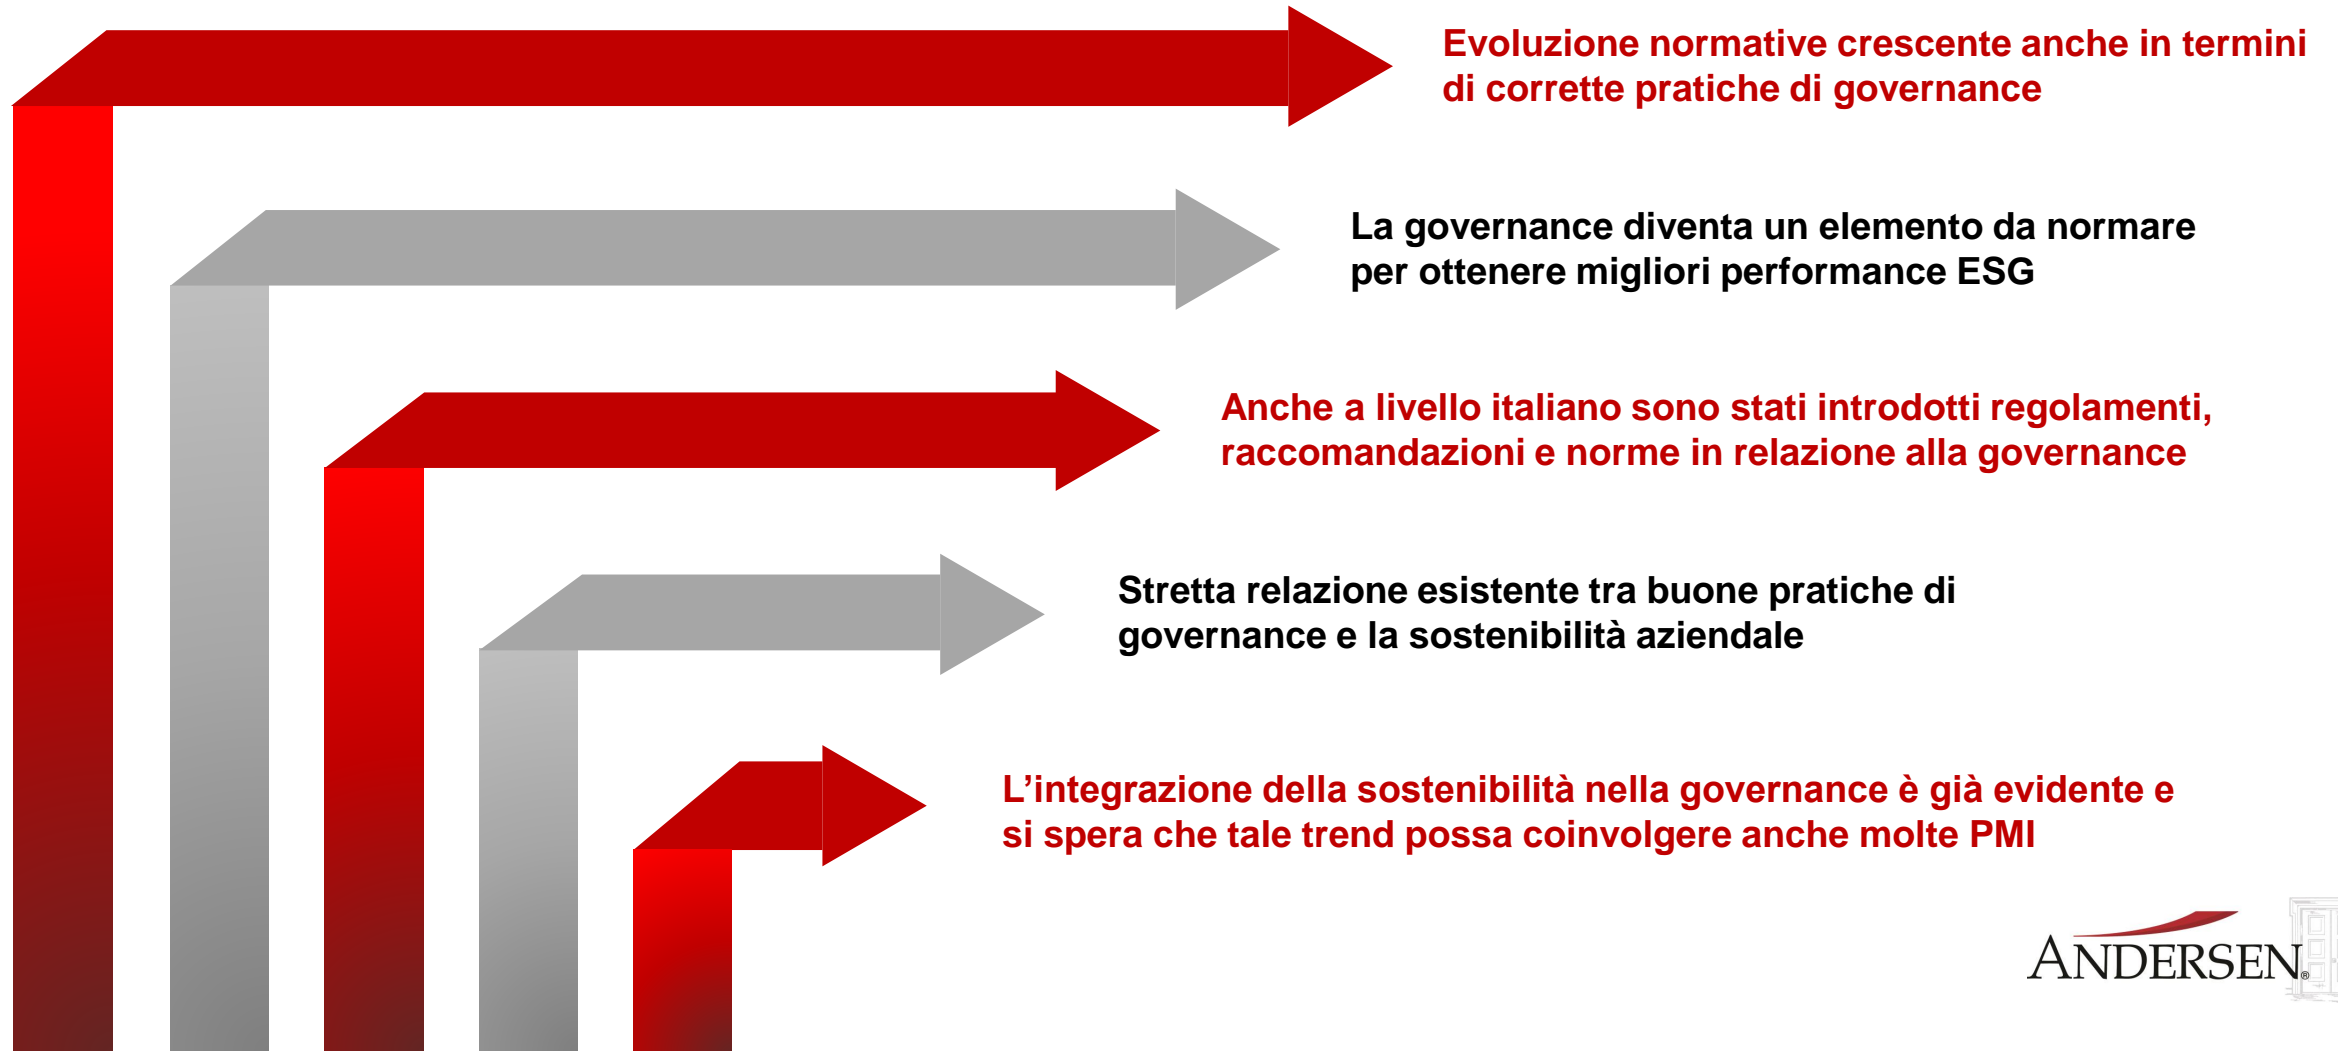 Evoluzione normative crescente anche in termini
di corrette pratiche di governance
La governance diventa un elemento da normare
per ottenere migliori performance ESG
Anche a livello italiano sono stati introdotti regolamenti,
raccomandazioni e norme in relazione alla governance
Stretta relazione esistente tra buone pratiche di
governance e la sostenibilità aziendale
L’integrazione della sostenibilità nella governance è già evidente e
si spera che tale trend possa coinvolgere anche molte PMI
ANDERSEN®